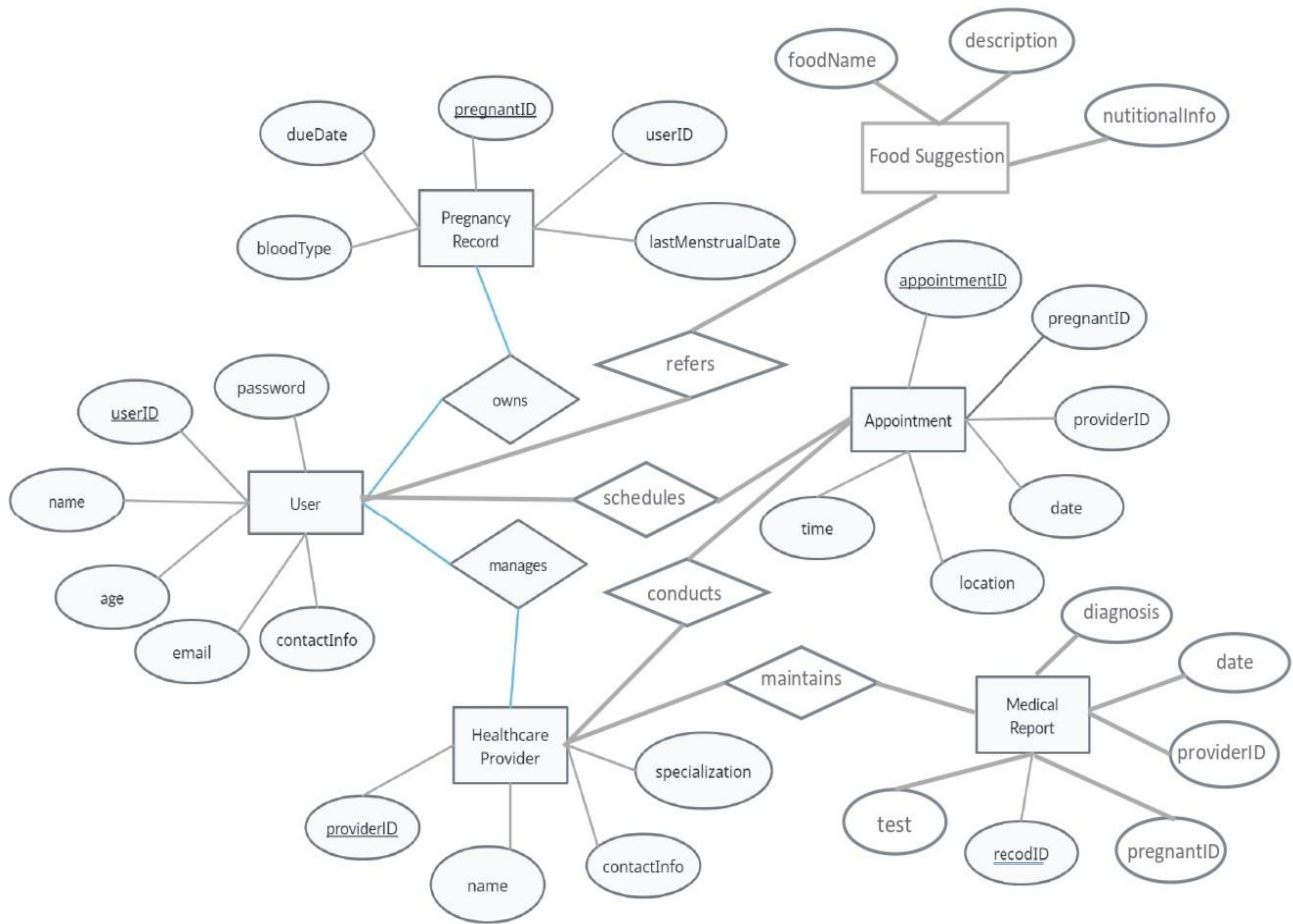 description
foodName
nutitionalInfo
pregnantID
dueDate
userID
Food Suggestion
Pregnancy
Record
bloodType
lastMenstrualDate
appointmentID
pregnantID
refers
password
owns
userID
Appointment
providerID
name
User
schedules
time
date
manages
age
conducts
location
email
contactInfo
diagnosis
maintains
date
Medical
Report
Healthcare
Provider
providerID
specialization
providerID
test
recodID
pregnantID
name
contactInfo